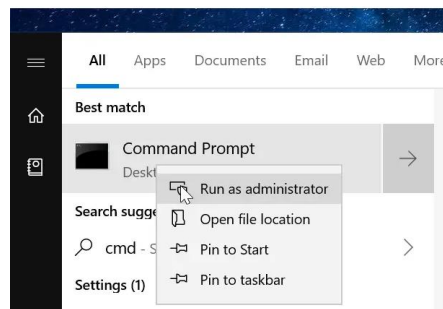 All Apps Documents Email Web More
Best match
Command Prompt
Run as administrator
Search
Open file location
cmd
Pin to Start
Settings (1)
Pin to taskbar